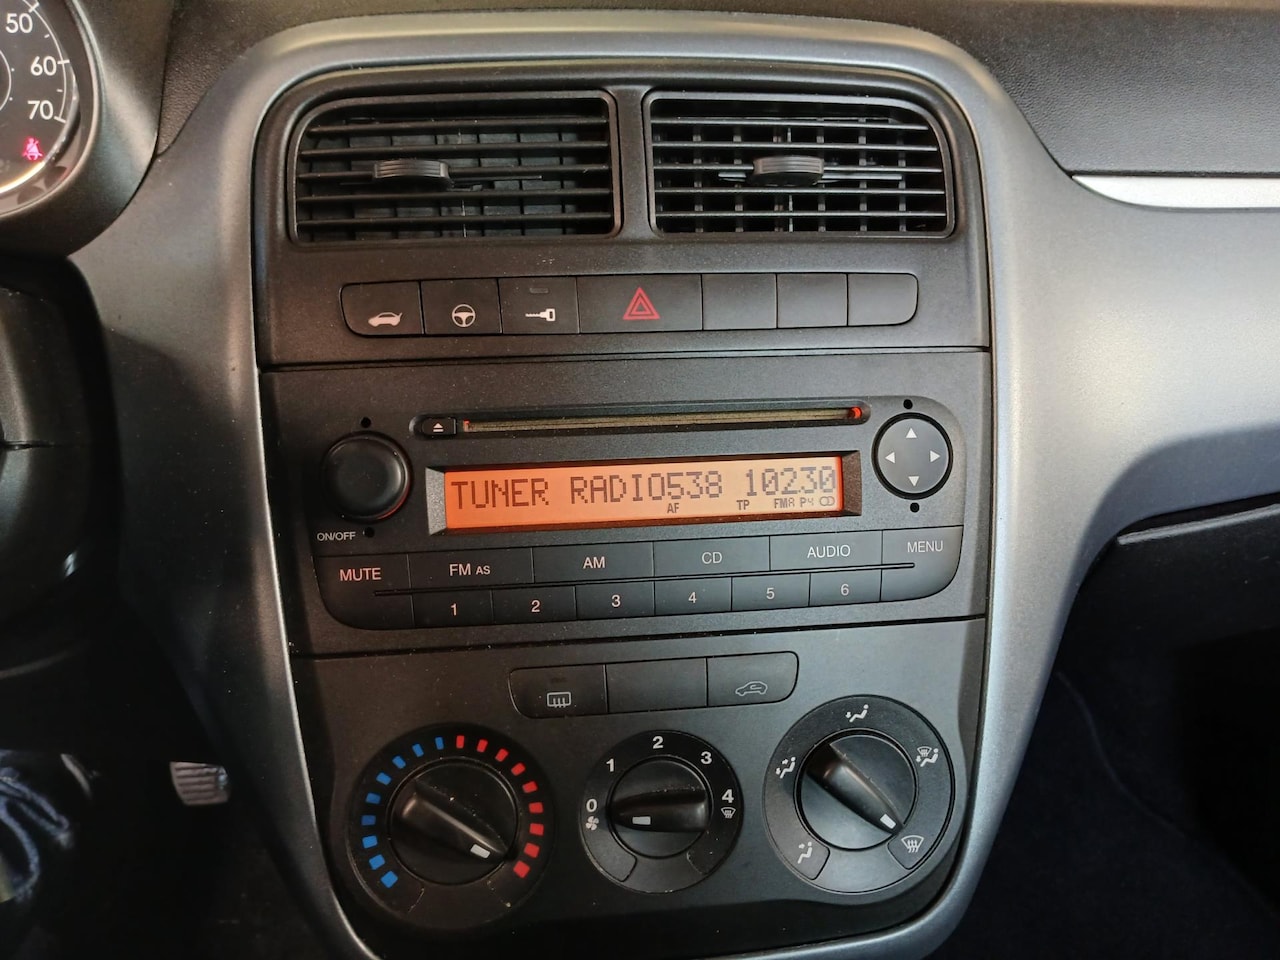 50
60
70
TUNER RADIO538 10230
AF TP FMA P4
ON/OFF
MUTE FM AS AM CD AUDIO MENU
1 2 3 4 5 6
0 1 2 3 4